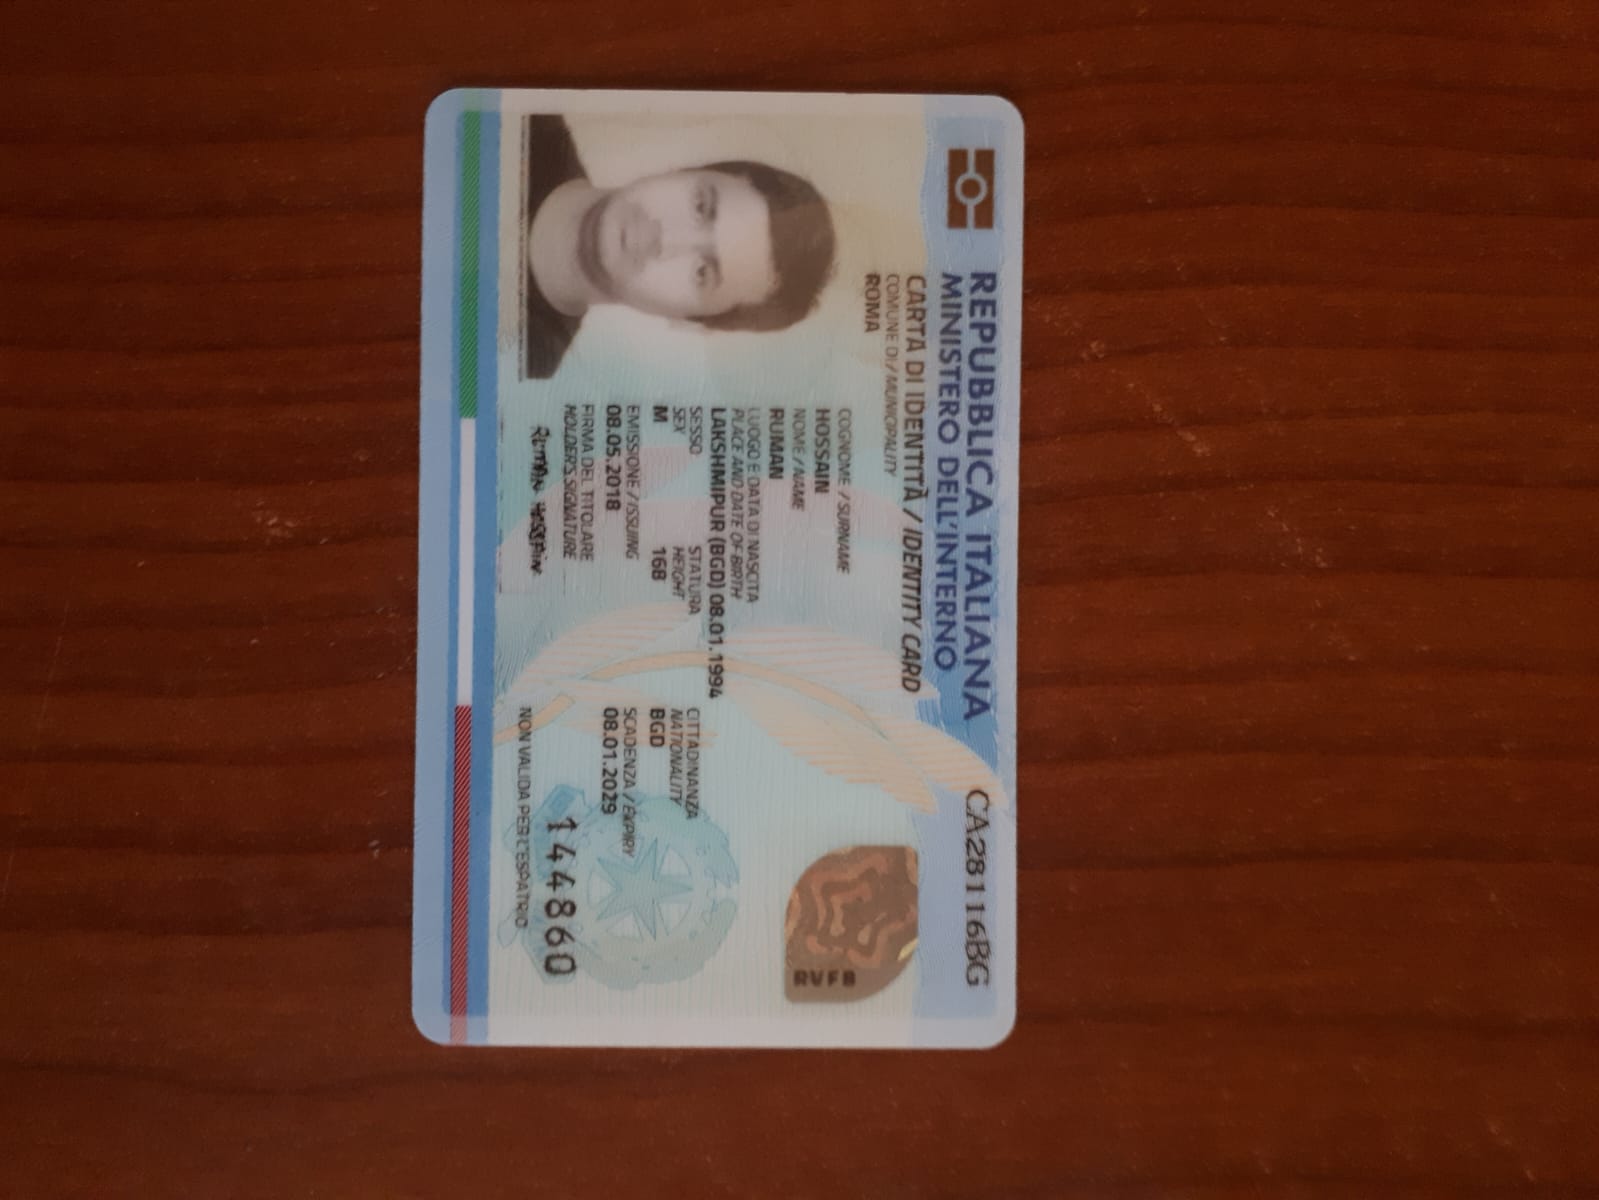 REPUBBLICA ITALIANA
MINISTERO DELL'INTERNO
CA28116BG
CARTA DI IDENTITÀ / IDENTITY CARD
COMUNE DI / MUNICIPALITY
ROMA
COGNOME / SURNAME
HOSSAIN
NOME / NAME
RUMAN
LUOGO E DATA DI NASCITA
PLACE AND DATE OF BIRTH
LAKSHMIPUR (BGD) 08.01.1994
SESSO STATURA CITTADINANZA
SEX HEIGHT NATIONALITY
M 168 BGD
EMISSIONE / ISSUING SCADENZA / EXPIRY
08.05.2018 08.01.2029
FIRMA DEL TITOLARE
HOLDER'S SIGNATURE
RUMAN HOSSAIN
144860
NON VALIDA PER L'ESPATRIO